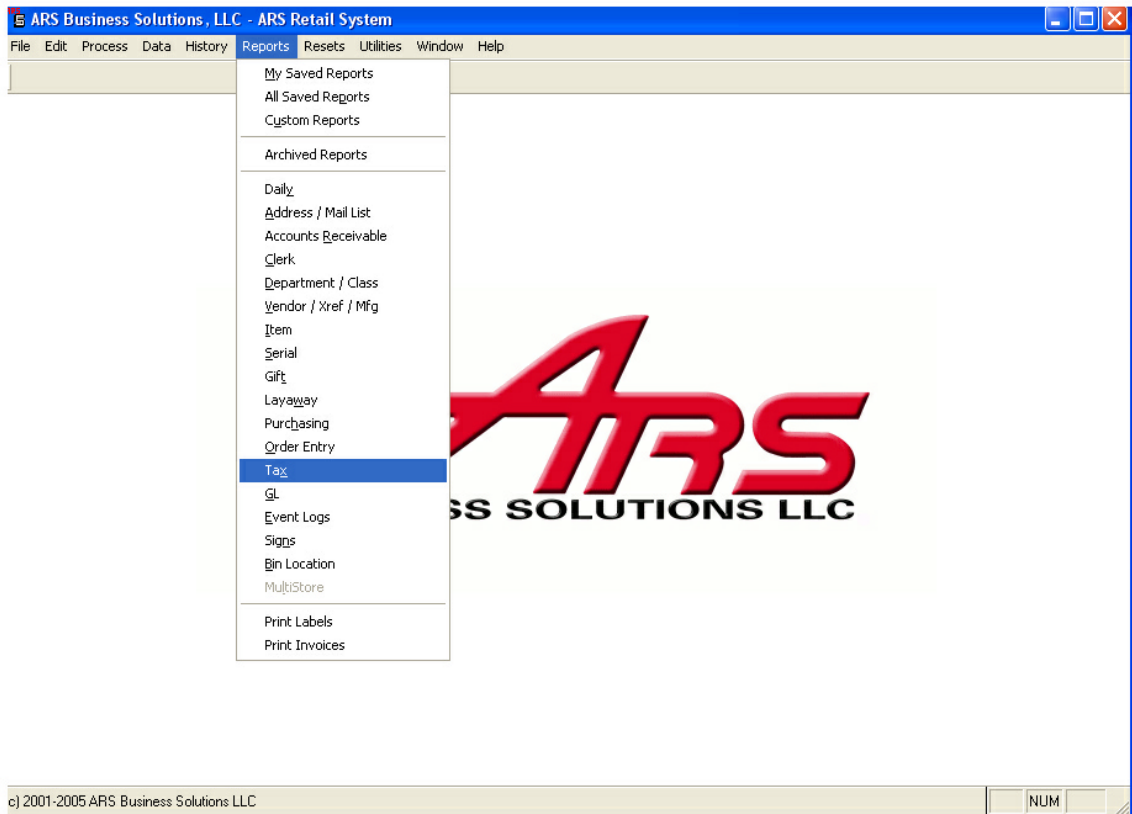 ARS Business Solutions, LLC - ARS Retail System
File Edit Process Data History Reports Resets Utilities Window Help
My Saved Reports
All Saved Reports
Custom Reports
Archived Reports
Daily
Address / Mail List
Accounts Receivable
Clerk
Department / Class
Vendor / Xref / Mfg
Item
Serial
Gift
Layaway
Purchasing
Order Entry
Tax
GL
Event Logs
Signs
Bin Location
MultiStore
Print Labels
Print Invoices
ARS
SS SOLUTIONS LLC
c) 2001-2005 ARS Business Solutions LLC
NUM